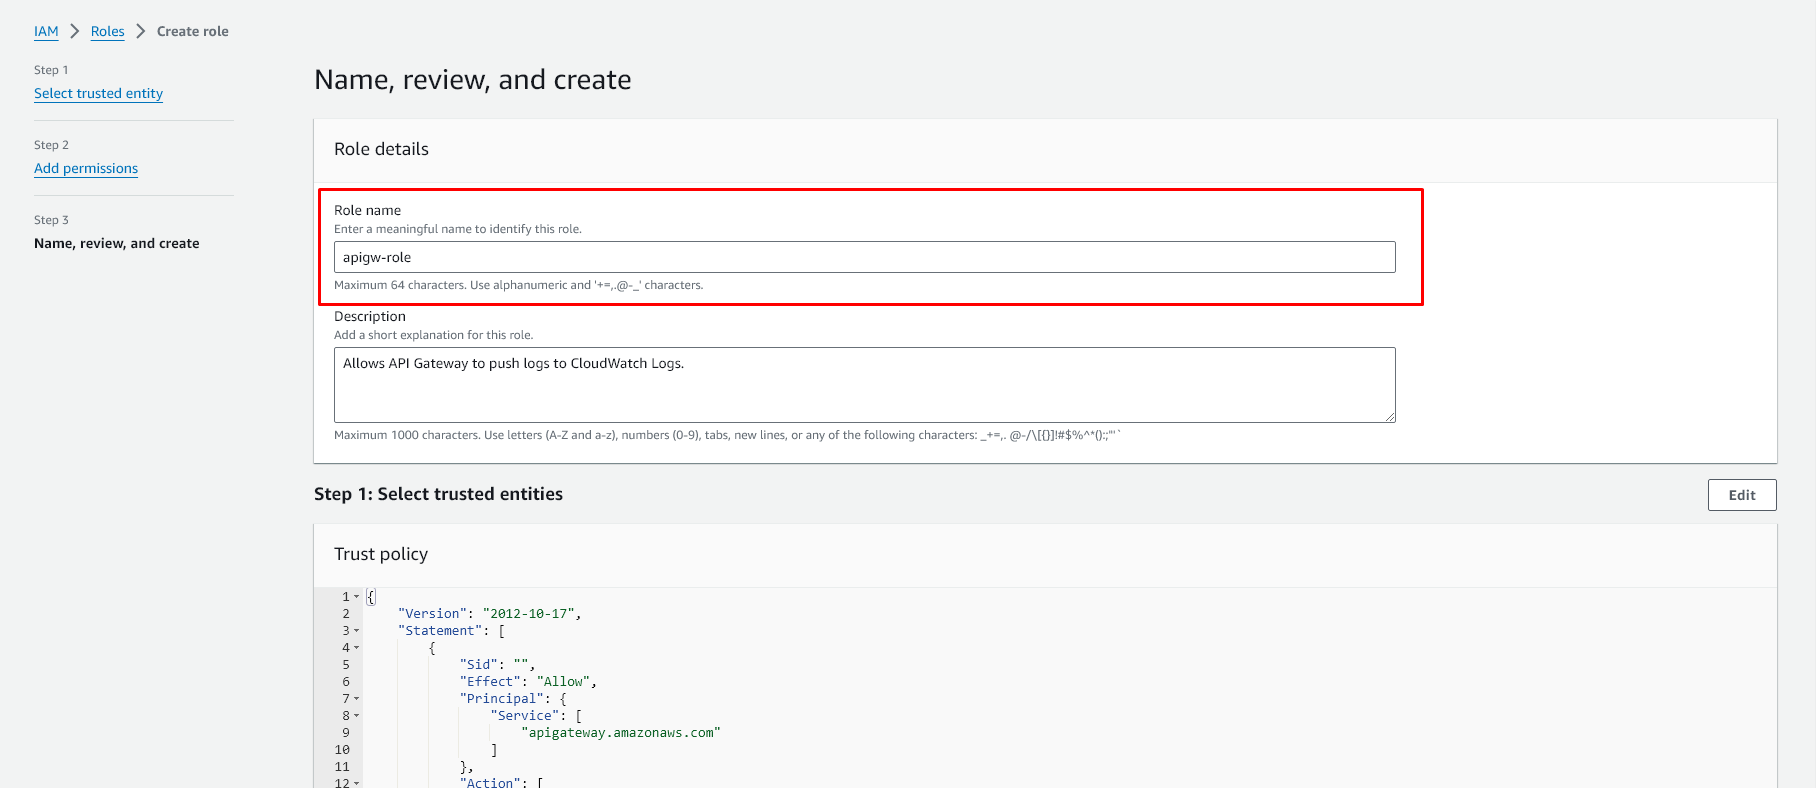 IAM > Roles > Create role
Step 1
Select trusted entity
Step 2
Add permissions
Step 3
Name, review, and create
Name, review, and create
Role details
Role name
Enter a meaningful name to identify this role.
apigw-role
Maximum 64 characters. Use alphanumeric and '+=,.@-_' characters.
Description
Add a short explanation for this role.
Allows API Gateway to push logs to CloudWatch Logs.
Maximum 1000 characters. Use letters (A-Z and a-z), numbers (0-9), tabs, new lines, or any of the following characters: _+=,. @-/\[{}]!#$%^*();:"'`
Step 1: Select trusted entities
Edit
Trust policy
1 {
2 "Version": "2012-10-17",
3 "Statement": [
4 {
5 "Sid": "",
6 "Effect": "Allow",
7 "Principal": {
8 "Service": [
9 "apigateway.amazonaws.com"
10 ]
11 },
12 "Action": [